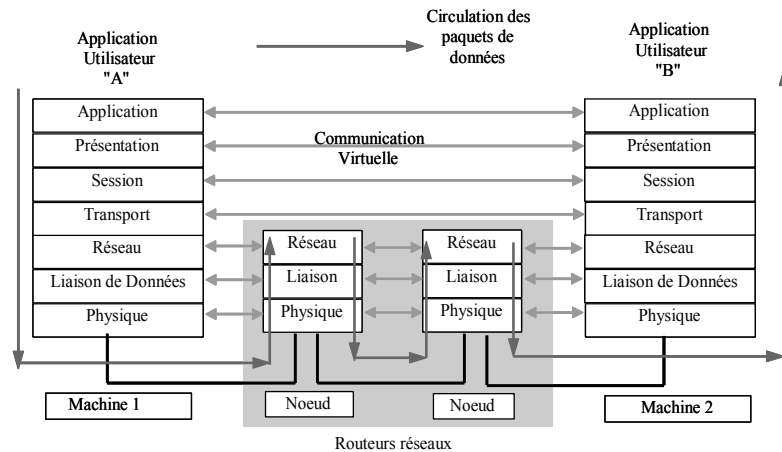 Application
Utilisateur
"A"
Circulation des
paquets de
données
Application
Utilisateur
"B"
Application
Présentation
Session
Transport
Réseau
Liaison de Données
Physique
Communication
Virtuelle
Réseau
Liaison
Physique
Réseau
Liaison
Physique
Application
Présentation
Session
Transport
Réseau
Liaison de Données
Physique
Machine 1
Noeud
Noeud
Machine 2
Routeurs réseaux